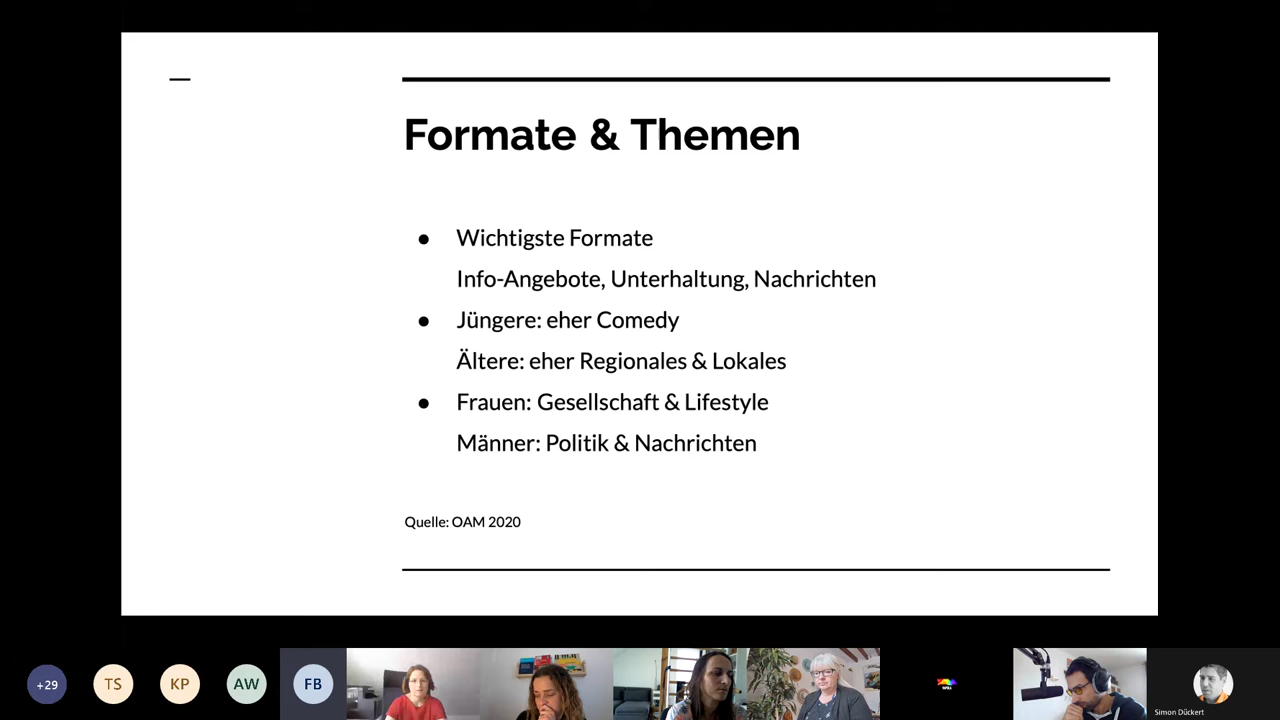 Formate & Themen
● Wichtigste Formate
Info-Angebote, Unterhaltung, Nachrichten
● Jüngere: eher Comedy
Ältere: eher Regionales & Lokales
● Frauen: Gesellschaft & Lifestyle
Männer: Politik & Nachrichten
Quelle: OAM 2020
+29
TS
KP
AW
FB
Simon Dückert